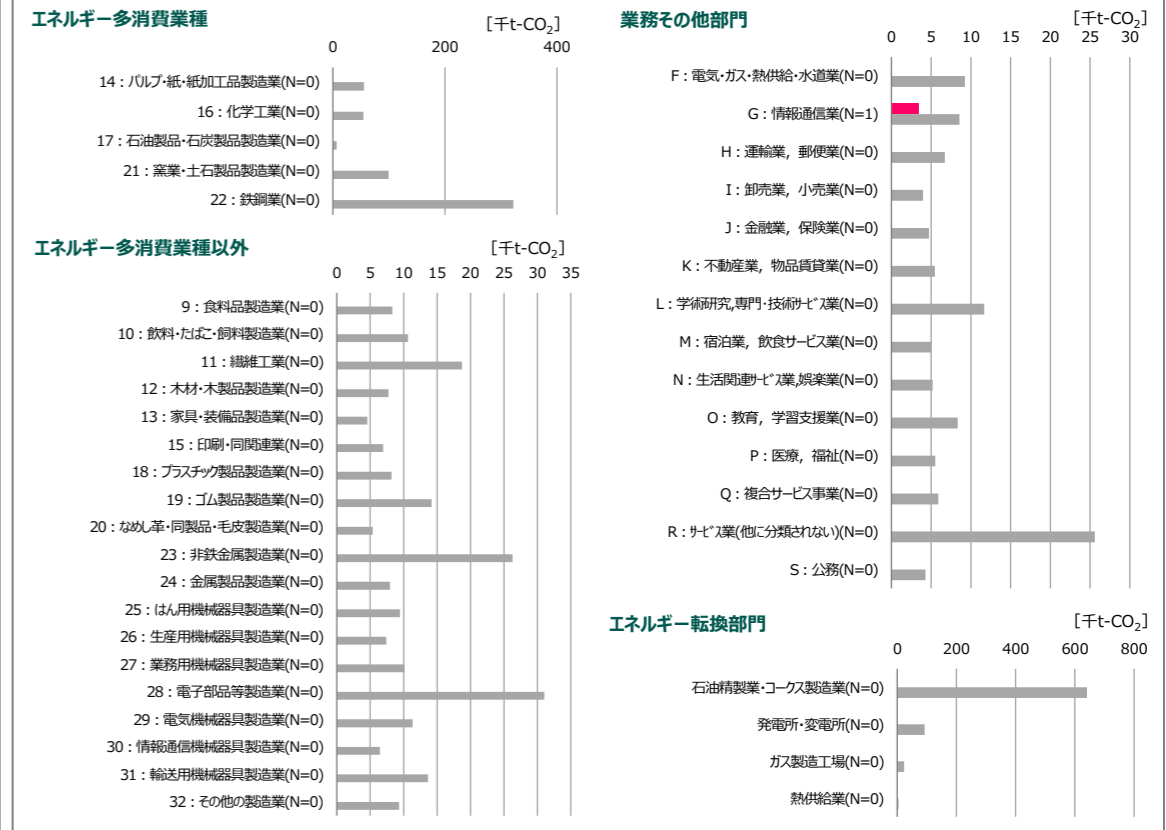 エネルギー多消費業種
[千t-CO₂]
0 200 400
14：パルプ・紙・紙加工品製造業(N=0)
16：化学工業(N=0)
17：石油製品・石炭製品製造業(N=0)
21：窯業・土石製品製造業(N=0)
22：鉄鋼業(N=0)
エネルギー多消費業種以外
[千t-CO₂]
0 5 10 15 20 25 30 35
9：食料品製造業(N=0)
10：飲料・たばこ・飼料製造業(N=0)
11：繊維工業(N=0)
12：木材・木製品製造業(N=0)
13：家具・装備品製造業(N=0)
15：印刷・同関連業(N=0)
18：プラスチック製品製造業(N=0)
19：ゴム製品製造業(N=0)
20：なめし革・同製品・毛皮製造業(N=0)
23：非鉄金属製造業(N=0)
24：金属製品製造業(N=0)
25：はん用機械器具製造業(N=0)
26：生産用機械器具製造業(N=0)
27：業務用機械器具製造業(N=0)
28：電子部品等製造業(N=0)
29：電気機械器具製造業(N=0)
30：情報通信機械器具製造業(N=0)
31：輸送用機械器具製造業(N=0)
32：その他の製造業(N=0)
業務その他部門
[千t-CO₂]
0 5 10 15 20 25 30
F：電気・ガス・熱供給・水道業(N=0)
G：情報通信業(N=1)
H：運輸業，郵便業(N=0)
I：卸売業，小売業(N=0)
J：金融業，保険業(N=0)
K：不動産業，物品賃貸業(N=0)
L：学術研究,専門・技術サービス業(N=0)
M：宿泊業，飲食サービス業(N=0)
N：生活関連サービス業,娯楽業(N=0)
O：教育，学習支援業(N=0)
P：医療，福祉(N=0)
Q：複合サービス事業(N=0)
R：サービス業(他に分類されない)(N=0)
S：公務(N=0)
エネルギー転換部門
[千t-CO₂]
0 200 400 600 800
石油精製業・コークス製造業(N=0)
発電所・変電所(N=0)
ガス製造工場(N=0)
熱供給業(N=0)